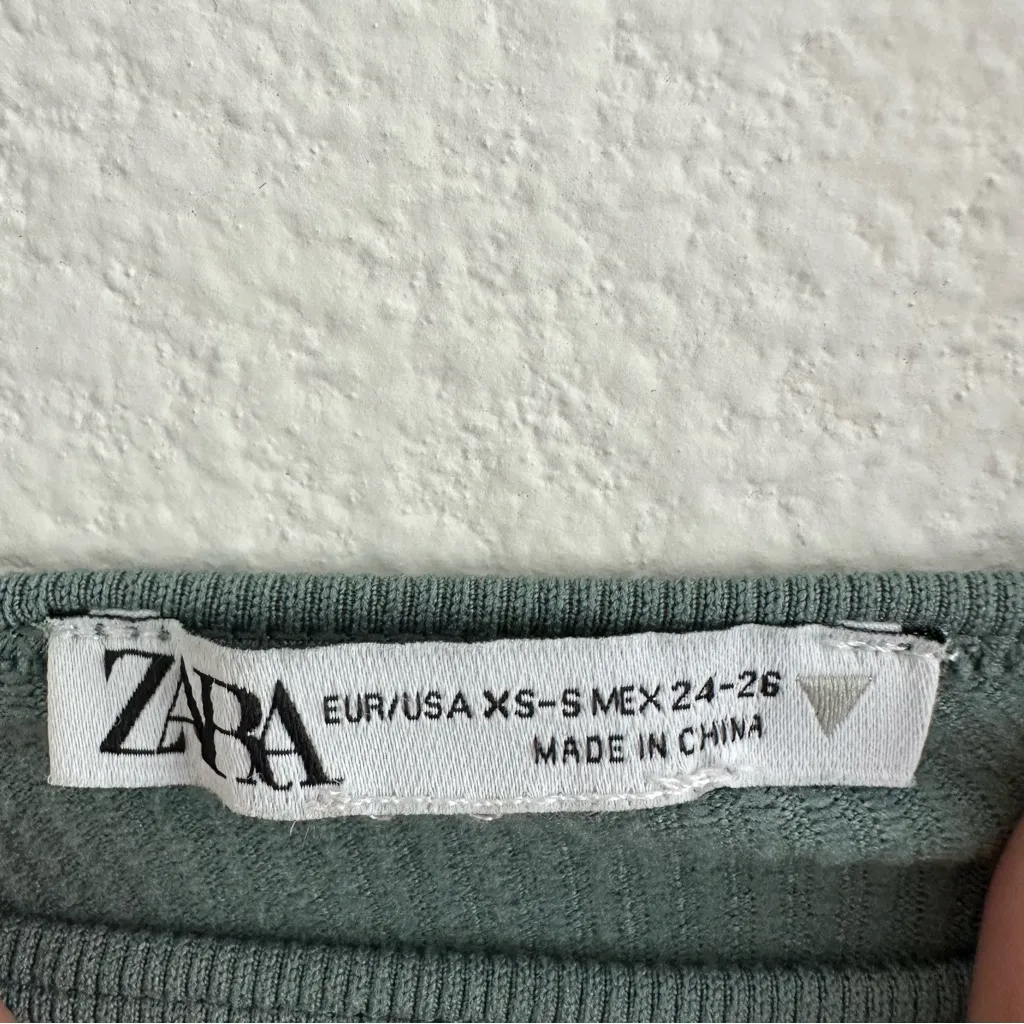 ZARA
EUR/USA XS-S MEX 24-26
MADE IN CHINA